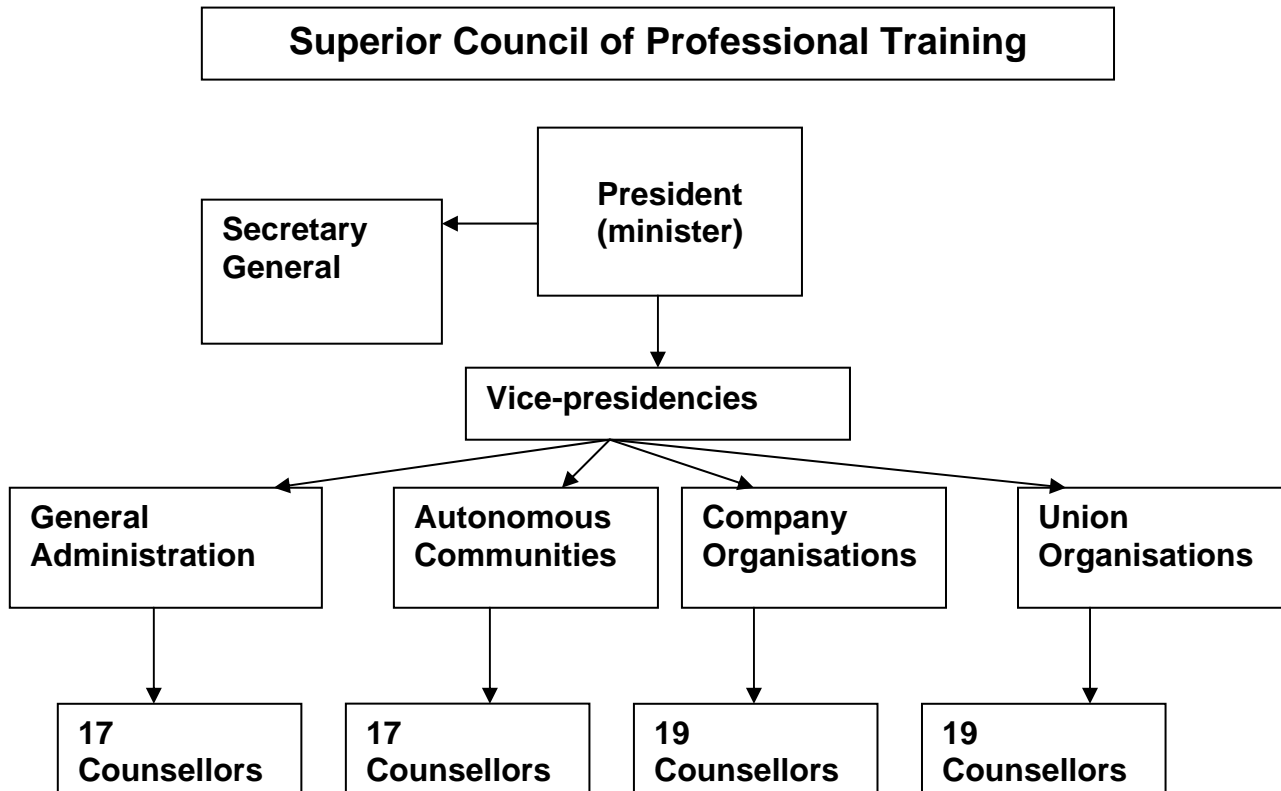 Superior Council of Professional Training
President
(minister)
Secretary
General
Vice-presidencies
General
Administration
Autonomous
Communities
Company
Organisations
Union
Organisations
17
Counsellors
17
Counsellors
19
Counsellors
19
Counsellors